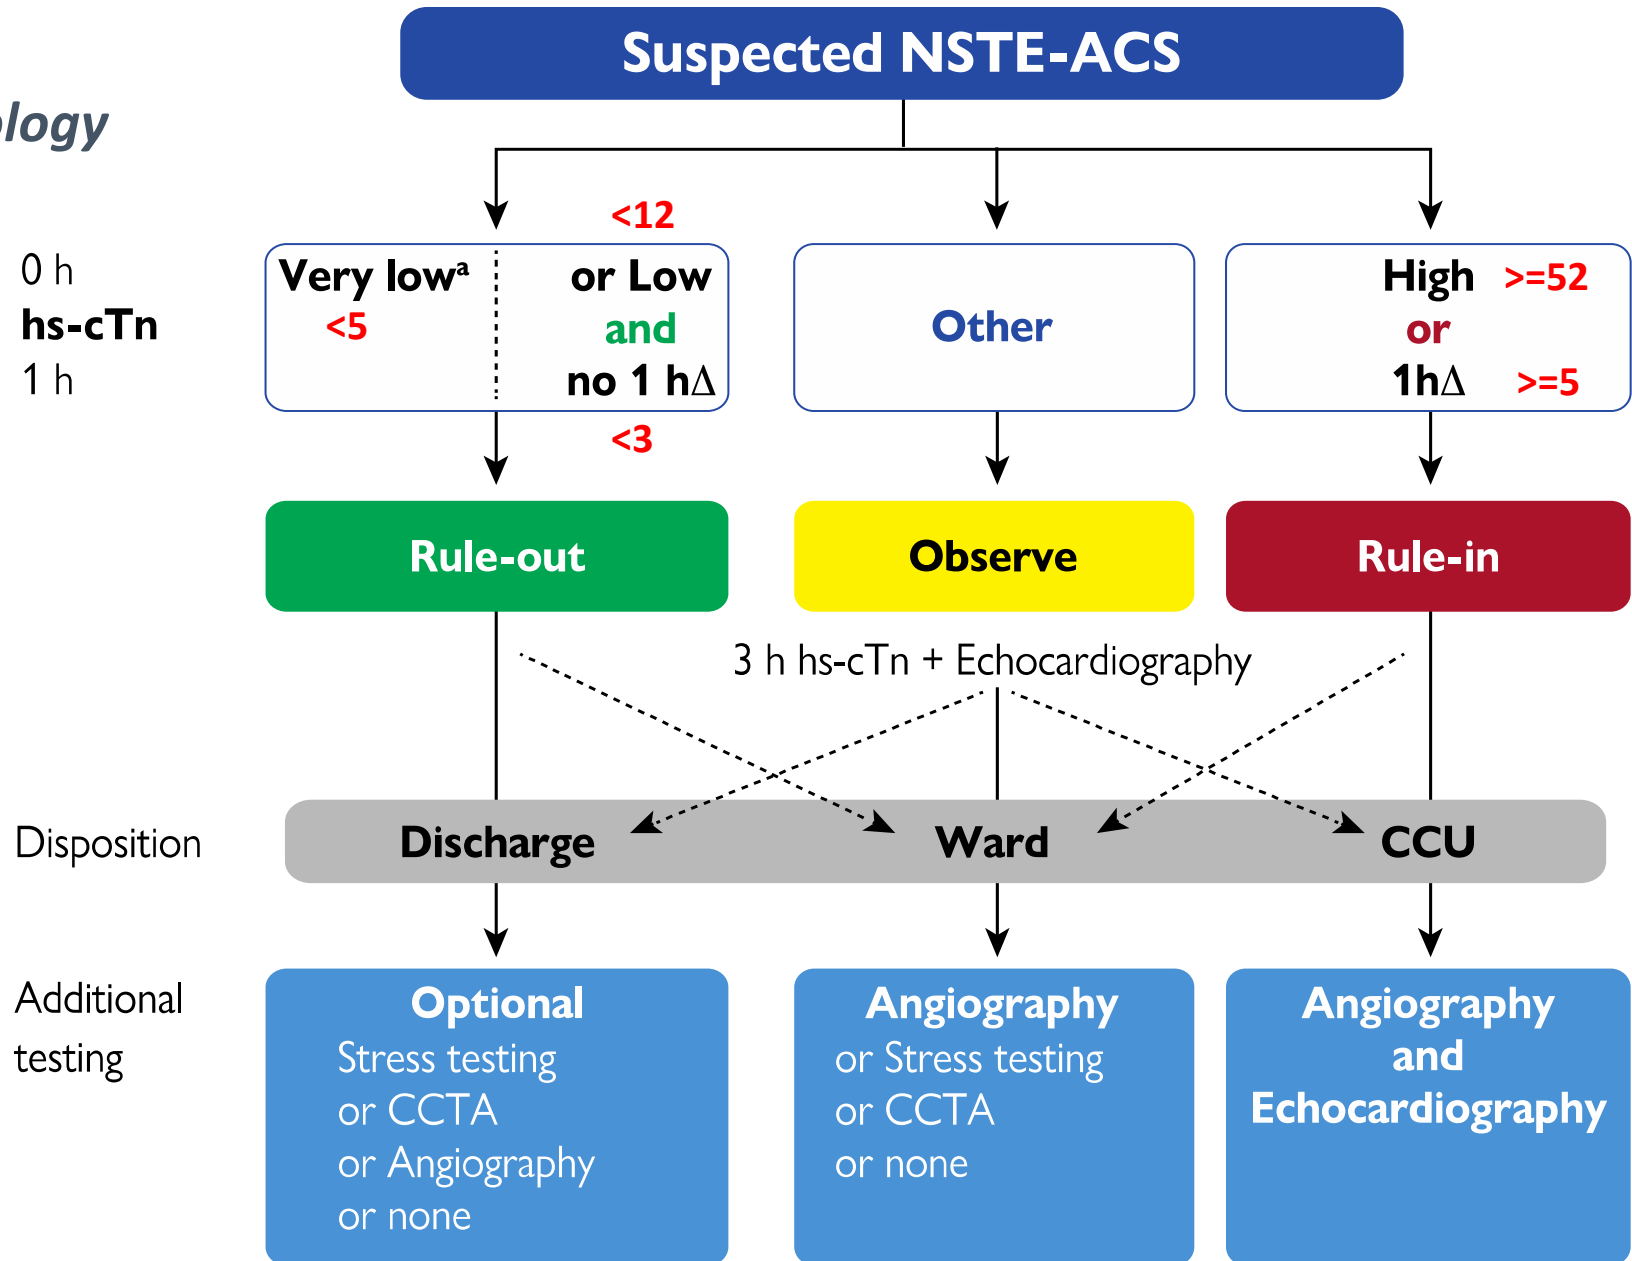 Suspected NSTE-ACS
ology
0 h
hs-cTn
1 h
<12
Very lowᵃ
<5
or Low
and
no 1 hΔ
<3
Other
High >=52
or
1hΔ >=5
Rule-out
Observe
Rule-in
3 h hs-cTn + Echocardiography
Disposition
Discharge
Ward
CCU
Additional
testing
Optional
Stress testing
or CCTA
or Angiography
or none
Angiography
or Stress testing
or CCTA
or none
Angiography
and
Echocardiography